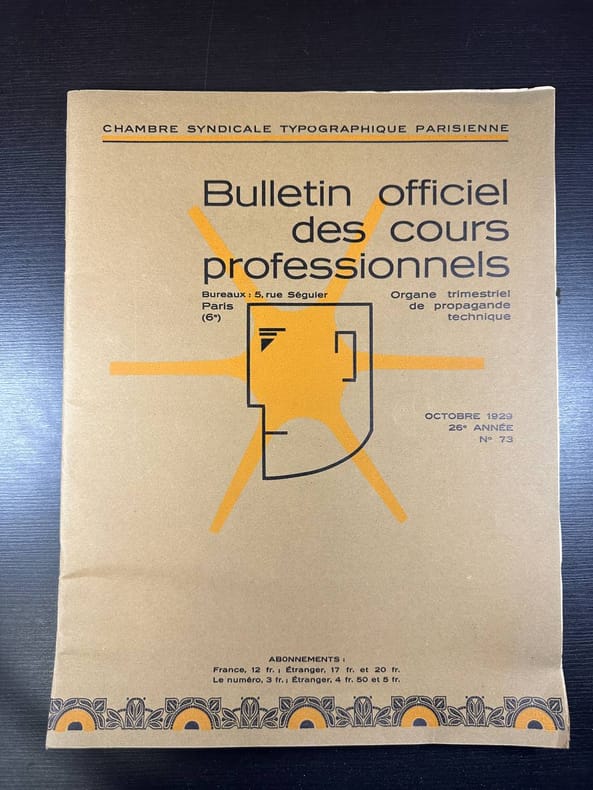 CHAMBRE SYNDICALE TYPOGRAPHIQUE PARISIENNE
Bulletin officiel
des cours
professionnels
Bureaux : 5, rue Séguier
Paris
(6e)
Organe trimestriel
de propagande
technique
OCTOBRE 1929
26e ANNÉE
No 73
ABONNEMENTS :
France, 12 fr. ; Étranger, 17 fr. et 20 fr.
Le numéro, 3 fr. ; Étranger, 4 fr. 50 et 5 fr.